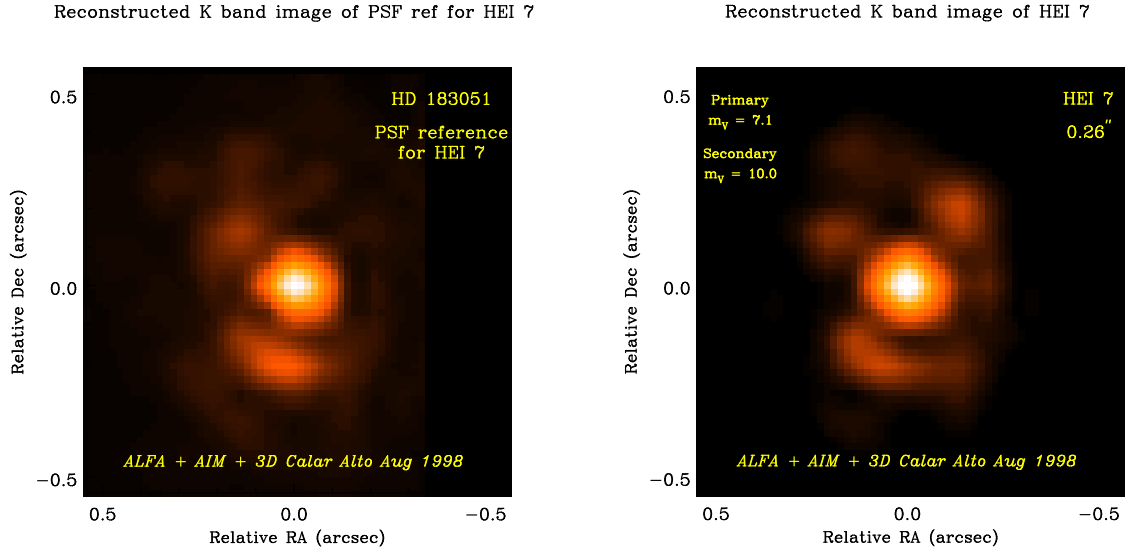 Reconstructed K band image of PSF ref for HEI 7
HD 183051
PSF reference
for HEI 7
ALFA + AIM + 3D Calar Alto Aug 1998
0.5
0.0
−0.5
Relative Dec (arcsec)
0.5 0.0 −0.5
Relative RA (arcsec)
Reconstructed K band image of HEI 7
Primary
mV = 7.1
Secondary
mV = 10.0
HEI 7
0.26"
ALFA + AIM + 3D Calar Alto Aug 1998
0.5
0.0
−0.5
Relative Dec (arcsec)
0.5 0.0 −0.5
Relative RA (arcsec)